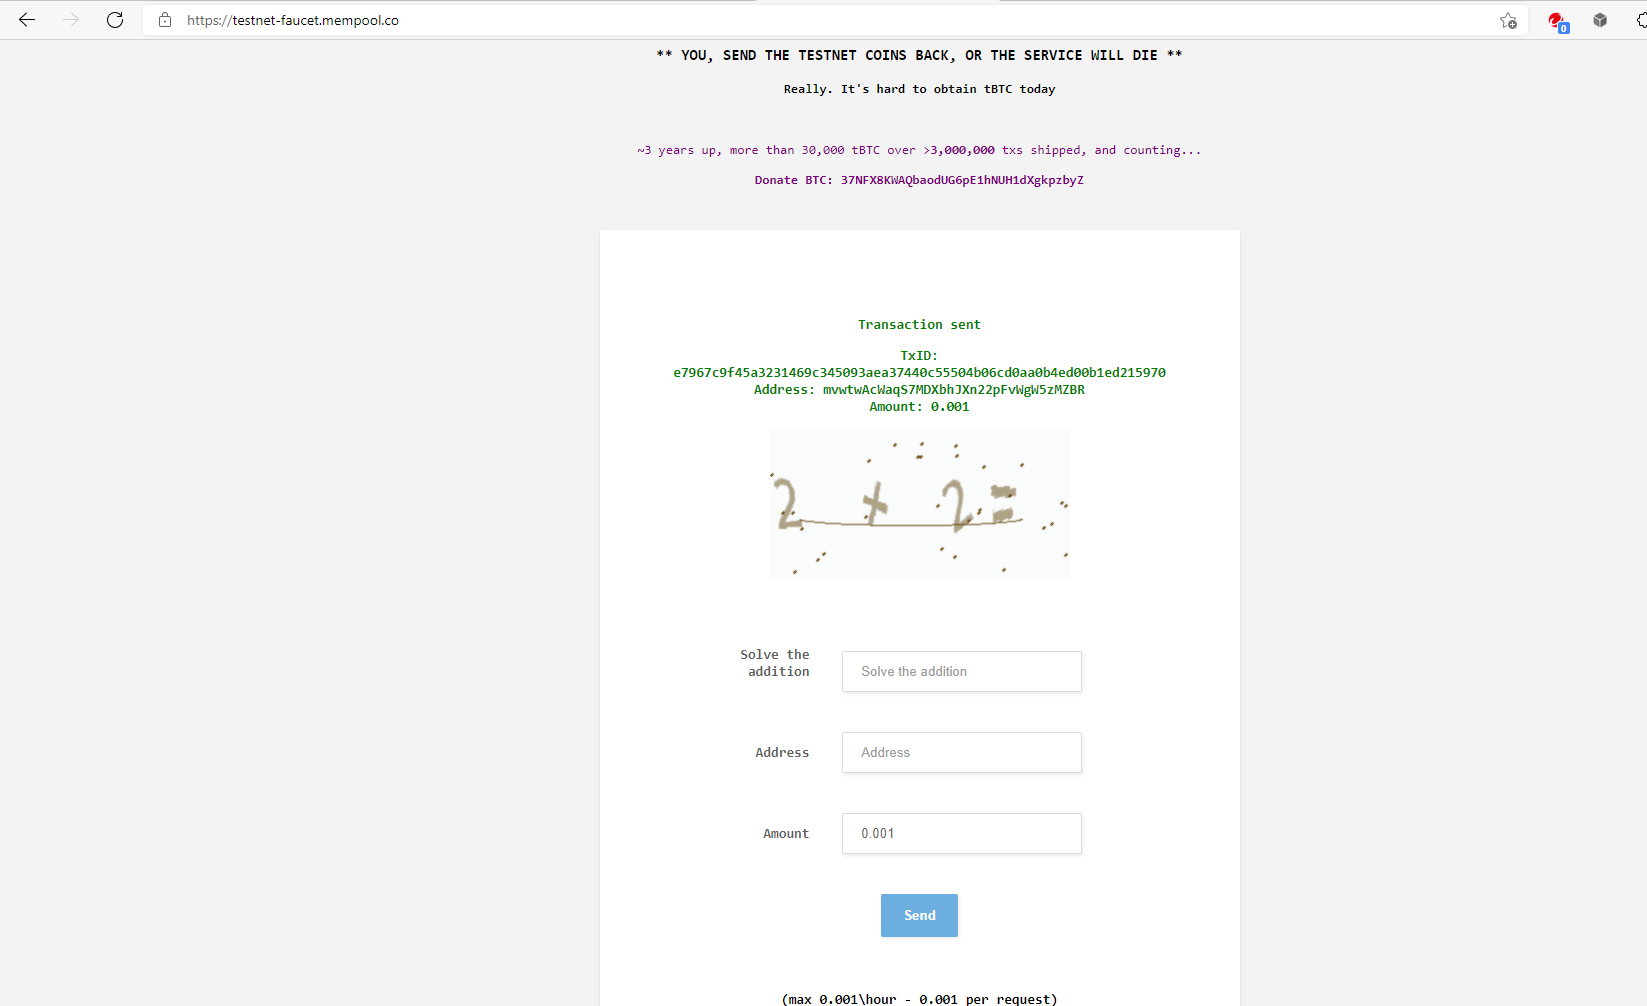 https://testnet-faucet.mempool.co
0
** YOU, SEND THE TESTNET COINS BACK, OR THE SERVICE WILL DIE **
Really. It's hard to obtain tBTC today
~3 years up, more than 30,000 tBTC over >3,000,000 txs shipped, and counting...
Donate BTC: 37NFX8KWAQbaodUG6pE1hNUH1dXgkpzbyZ
Transaction sent
TxID:
e7967c9f45a3231469c345093aea37440c55504b06cd0aa0b4ed00b1ed215970
Address: mvwtwAcWaqS7MDXbhJXn22pFvWgW5zMZBR
Amount: 0.001
2 + 2 =
Solve the
addition
Solve the addition
Address
Address
Amount
0.001
Send
(max 0.001\hour - 0.001 per request)